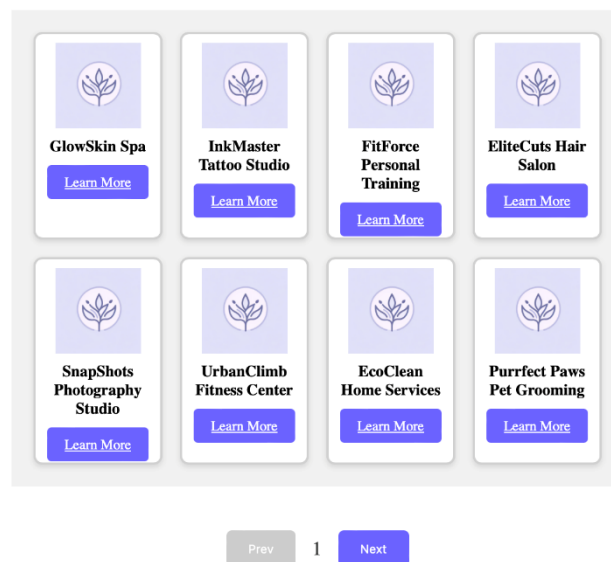 GlowSkin Spa
Learn More
InkMaster
Tattoo Studio
Learn More
FitForce
Personal
Training
Learn More
EliteCuts Hair
Salon
Learn More
SnapShots
Photography
Studio
Learn More
UrbanClimb
Fitness Center
Learn More
EcoClean
Home Services
Learn More
Purrfect Paws
Pet Grooming
Learn More
Prev
1
Next